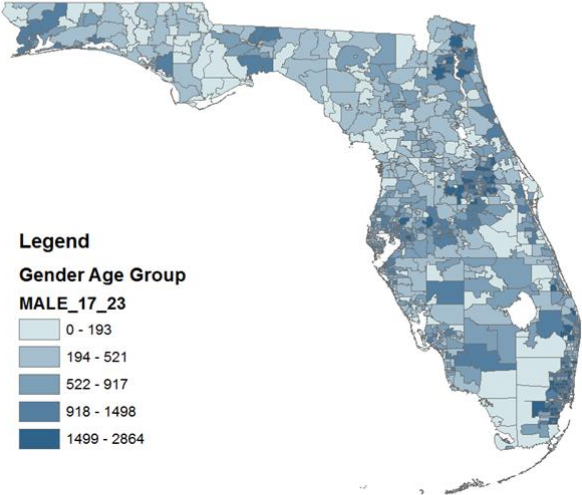 Legend
Gender Age Group
MALE_17_23
0 - 193
194 - 521
522 - 917
918 - 1498
1499 - 2864